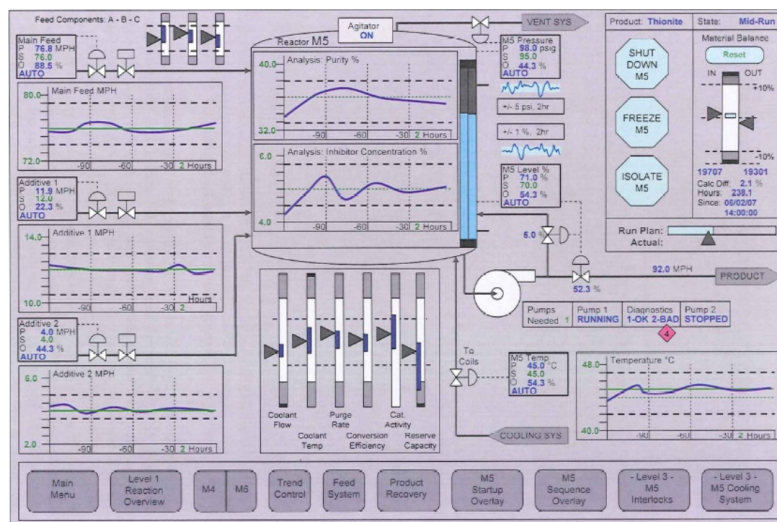 Feed Components: A - B - C
Agitator
ON
VENT SYS
Product: Thionite
State: Mid-Run
Main Feed
P 76.8 MPH
S 76.0
O 88.5 %
AUTO
Reactor M5
M5 Pressure
P 98.0 psig
S 95.0
O 44.3 %
AUTO
SHUT
DOWN
M5
Material Balance
Reset
IN OUT
+10%
-10%
19707 19301
Calc Diff: 2.1 %
Hours: 238.1
Since: 06/02/07
14:00:00
FREEZE
M5
ISOLATE
M5
Run Plan:
Actual:
80.0
Main Feed MPH
72.0
-90 -60 -30 2 Hours
40.0
Analysis: Purity %
32.0
-90 -60 -30 2 Hours
+/- 5 psi, 2hr
+/- 1 %, 2hr
6.0
Analysis: Inhibitor Concentration %
4.0
-90 -60 -30 2 Hours
M5 Level %
P 71.0 %
S 70.0
O 54.3 %
AUTO
Additive 1
P 11.9 MPH
S 12.0
O 22.3 %
AUTO
14.0
Additive 1 MPH
10.0
-90 -60 2 Hours
5.0
92.0 MPH
PRODUCT
52.3 %
Pumps
Needed 1
Pump 1
RUNNING
Diagnostics
1-OK 2-BAD
Pump 2
STOPPED
4
Additive 2
P 4.0 MPH
S 4.0
O 44.3 %
AUTO
Additive 2 MPH
2.0
-90 -60 -30 2 Hours
Coolant
Flow
Coolant
Temp
Purge
Rate
Conversion
Efficiency
Cat.
Activity
Reserve
Capacity
To
Coils
M5 Temp
P 45.0 °C
S 45.0
O 54.3 %
AUTO
COOLING SYS
48.0
Temperature °C
40.0
-90 -60 -30 2 Hours
Main
Menu
Level 1
Reaction
Overview
M4
M6
Trend
Control
Feed
System
Product
Recovery
M5
Startup
Overlay
M5
Sequence
Overlay
- Level 3 -
M5
Interlocks
- Level 3 -
M5 Cooling
System